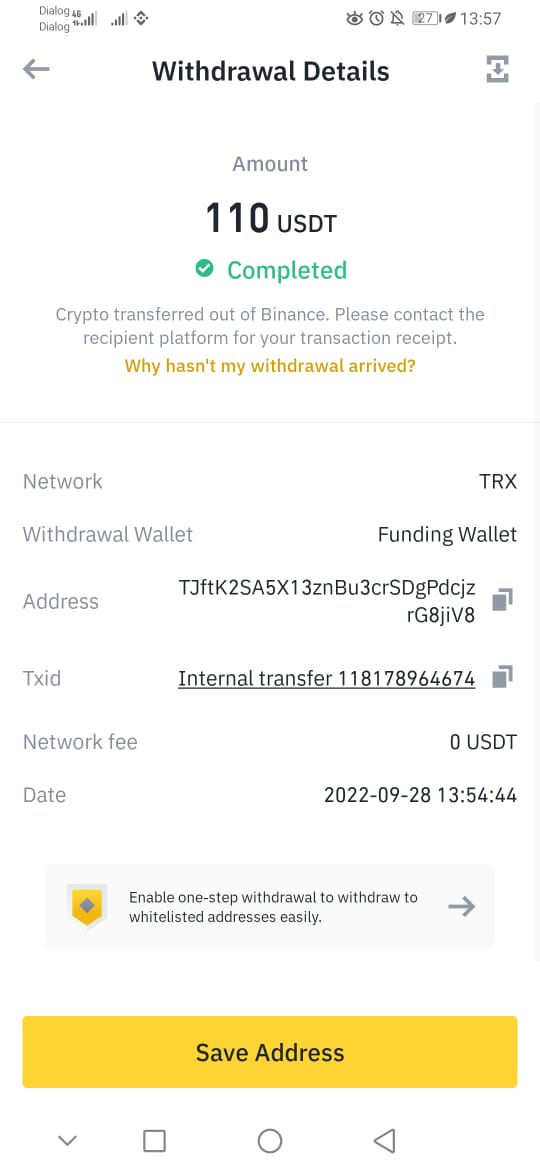 Dialog 4G
Dialog
27 13:57
Withdrawal Details
Amount
110 USDT
Completed
Crypto transferred out of Binance. Please contact the
recipient platform for your transaction receipt.
Why hasn't my withdrawal arrived?
Network TRX
Withdrawal Wallet Funding Wallet
Address TJftK2SA5X13znBu3crSDgPdcjz
rG8jiV8
Txid Internal transfer 118178964674
Network fee 0 USDT
Date 2022-09-28 13:54:44
Enable one-step withdrawal to withdraw to
whitelisted addresses easily.
Save Address